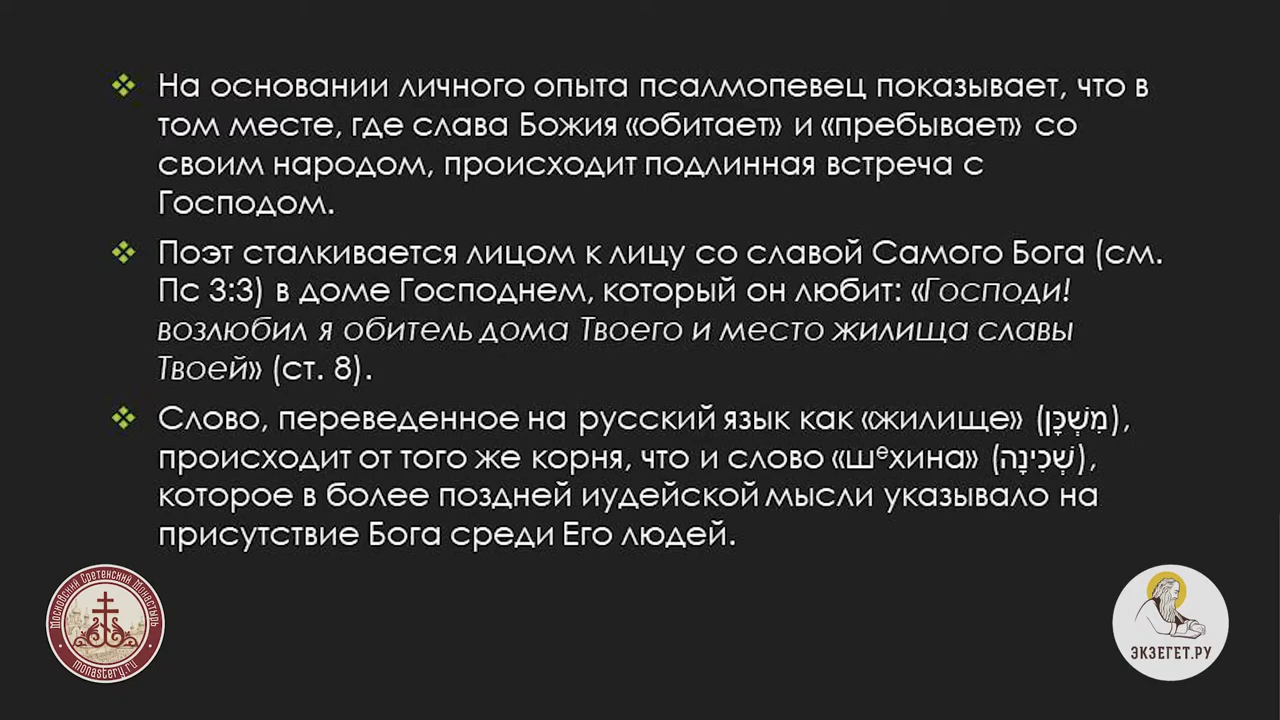 ❖ На основании личного опыта псалмопевец показывает, что в
том месте, где слава Божия «обитает» и «пребывает» со
своим народом, происходит подлинная встреча с
Господом.
❖ Поэт сталкивается лицом к лицу со славой Самого Бога (см.
Пс 3:3) в доме Господнем, который он любит: «Господи!
возлюбил я обитель дома Твоего и место жилища славы
Твоей» (ст. 8).
❖ Слово, переведенное на русский язык как «жилище» (מִשְׁכָּן),
происходит от того же корня, что и слово «шᵉхина» (שְׁכִינָה),
которое в более поздней иудейской мысли указывало на
присутствие Бога среди Его людей.
Московский Сретенский Монастырь
monastery.ru
ЭКЗЕГЕТ.РУ